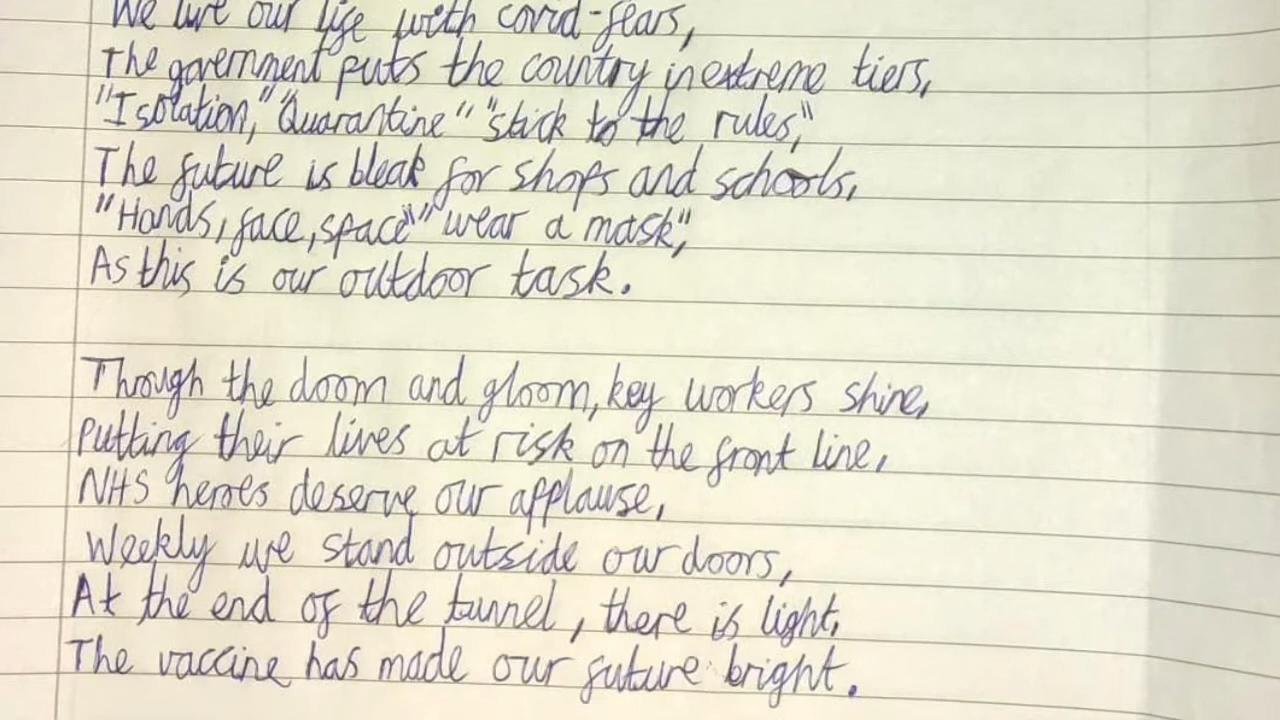 We live our life with covid-fears,
The government puts the country in extreme tiers,
"Isolation," "Quarantine" "stick to the rules,"
The future is bleak for shops and schools,
"Hands, face, space" "wear a mask",
As this is our outdoor task.
Though the doom and gloom, key workers shine,
Putting their lives at risk on the front line,
NHS heroes deserve our applause,
Weekly we stand outside our doors,
At the end of the tunnel, there is light,
The vaccine has made our future bright.